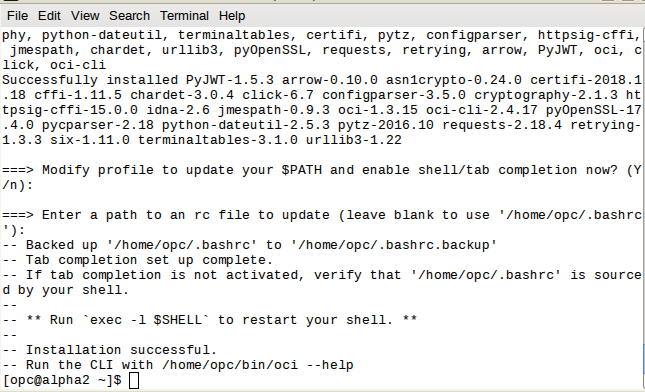 File Edit View Search Terminal Help
phy, python-dateutil, terminaltables, certifi, pytz, configparser, httpsig-cffi,
 jmespath, chardet, urllib3, pyOpenSSL, requests, retrying, arrow, PyJWT, oci, c
lick, oci-cli
Successfully installed PyJWT-1.5.3 arrow-0.10.0 asn1crypto-0.24.0 certifi-2018.1
.18 cffi-1.11.5 chardet-3.0.4 click-6.7 configparser-3.5.0 cryptography-2.1.3 ht
tpsig-cffi-15.0.0 idna-2.6 jmespath-0.9.3 oci-1.3.15 oci-cli-2.4.17 pyOpenSSL-17
.4.0 pycparser-2.18 python-dateutil-2.5.3 pytz-2016.10 requests-2.18.4 retrying-
1.3.3 six-1.11.0 terminaltables-3.1.0 urllib3-1.22
===> Modify profile to update your $PATH and enable shell/tab completion now? (Y
/n):
===> Enter a path to an rc file to update (leave blank to use '/home/opc/.bashrc
'):
-- Backed up '/home/opc/.bashrc' to '/home/opc/.bashrc.backup'
-- Tab completion set up complete.
-- If tab completion is not activated, verify that '/home/opc/.bashrc' is source
d by your shell.
--
-- ** Run `exec -l $SHELL` to restart your shell. **
--
-- Installation successful.
-- Run the CLI with /home/opc/bin/oci --help
[opc@alpha2 ~]$